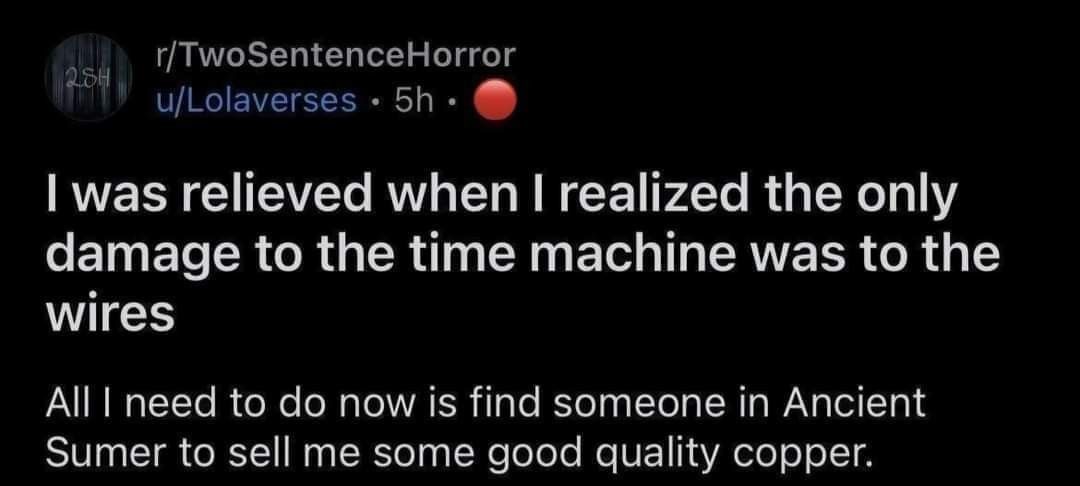 2SH
r/TwoSentenceHorror
u/Lolaverses • 5h •
I was relieved when I realized the only
damage to the time machine was to the
wires
All I need to do now is find someone in Ancient
Sumer to sell me some good quality copper.